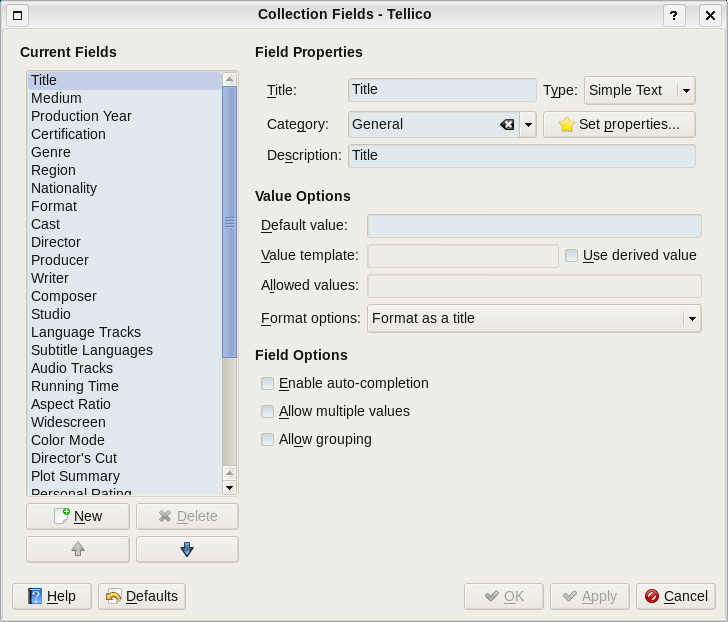 Collection Fields - Tellico
?
Current Fields
Title
Medium
Production Year
Certification
Genre
Region
Nationality
Format
Cast
Director
Producer
Writer
Composer
Studio
Language Tracks
Subtitle Languages
Audio Tracks
Running Time
Aspect Ratio
Widescreen
Color Mode
Director's Cut
Plot Summary
Personal Rating
New
Delete
Field Properties
Title: Title Type: Simple Text
Category: General Set properties...
Description: Title
Value Options
Default value:
Value template: Use derived value
Allowed values:
Format options: Format as a title
Field Options
Enable auto-completion
Allow multiple values
Allow grouping
Help Defaults OK Apply Cancel